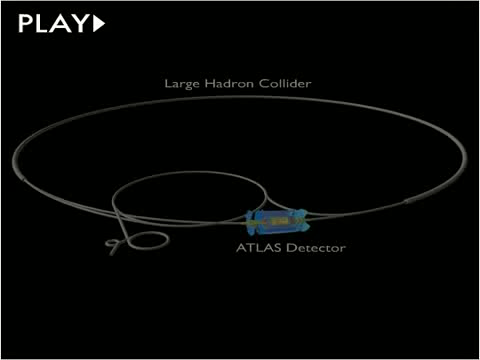 PLAY
Large Hadron Collider
ATLAS Detector